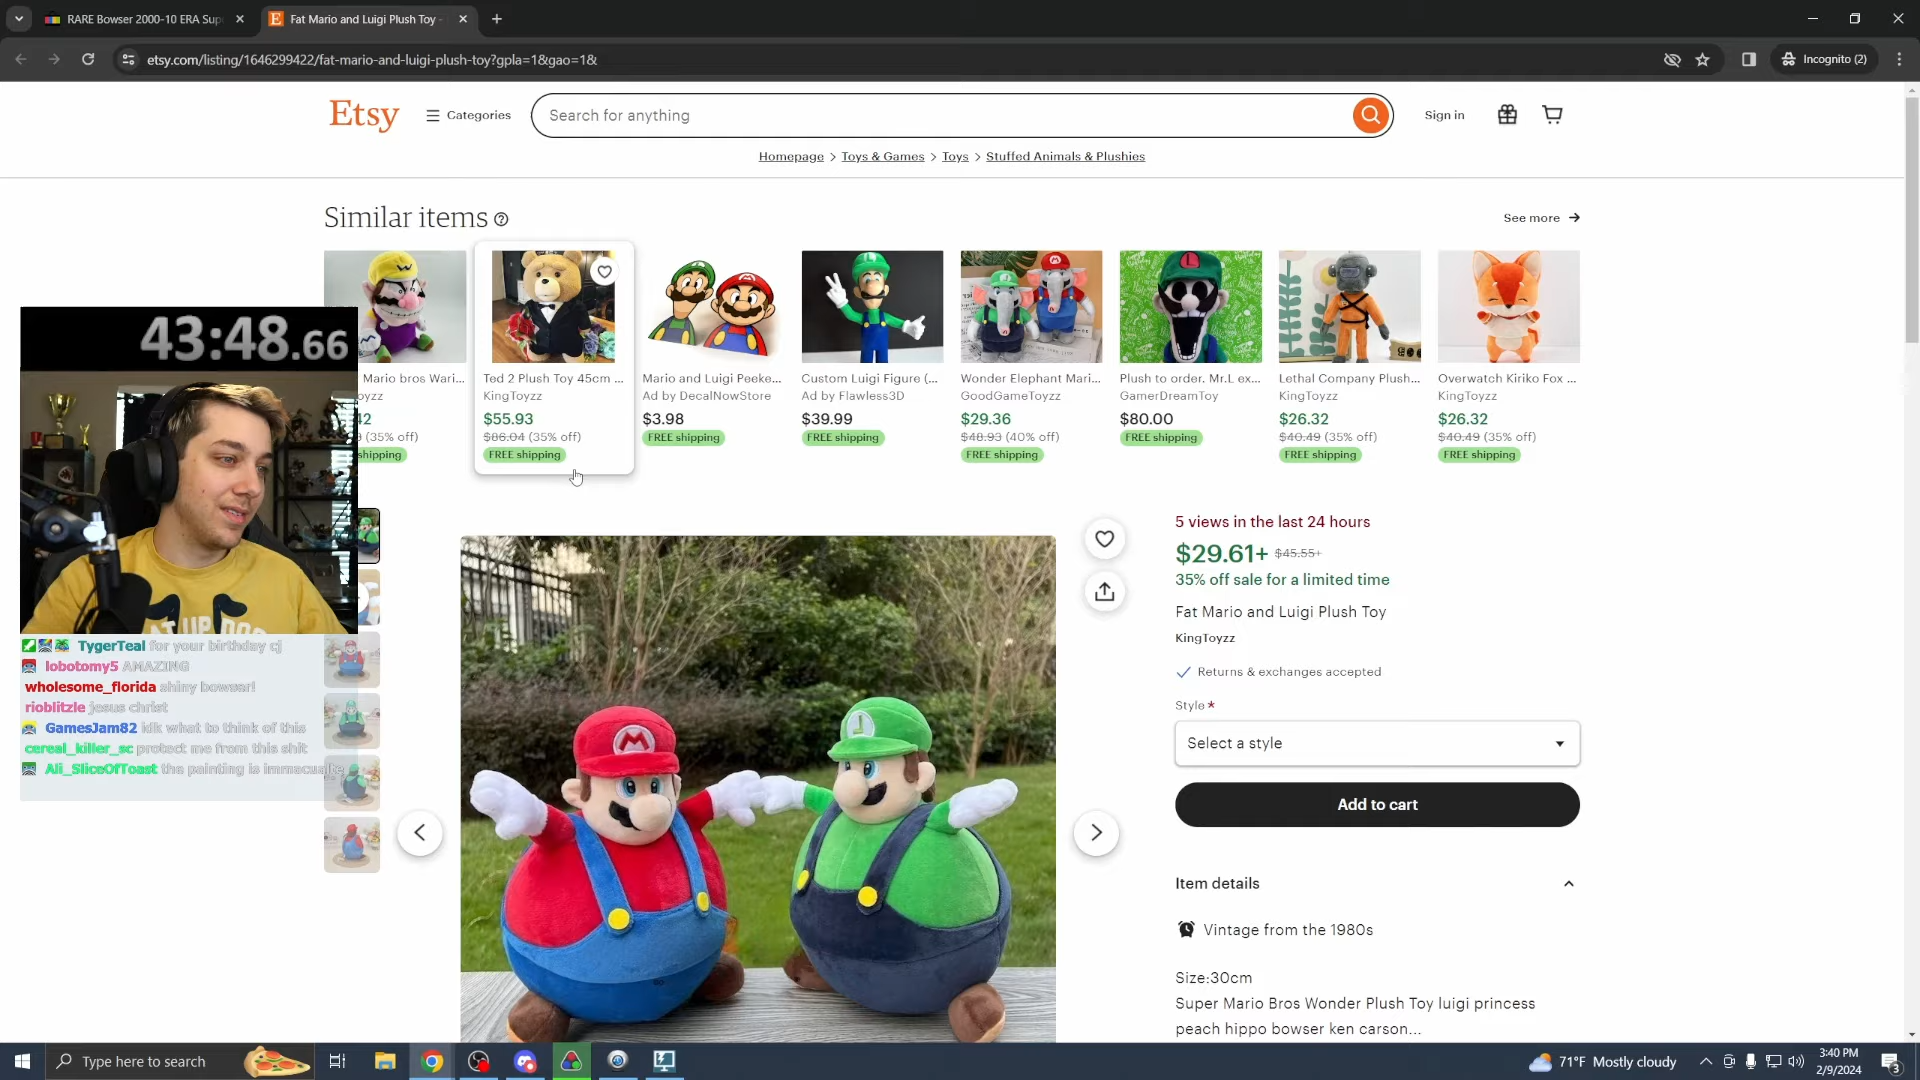 RARE Bowser 2000-10 ERA Sup
Fat Mario and Luigi Plush Toy -
etsy.com/listing/1646299422/fat-mario-and-luigi-plush-toy?gpla=1&gao=1&
Incognito (2)
Etsy
Categories
Search for anything
Sign in
Homepage > Toys & Games > Toys > Stuffed Animals & Plushies
Similar items
See more
Mario bros Wari...
oyzz
42
(35% off)
shipping
Ted 2 Plush Toy 45cm ...
KingToyzz
$55.93
$86.04 (35% off)
FREE shipping
Mario and Luigi Peeke...
Ad by DecalNowStore
$3.98
FREE shipping
Custom Luigi Figure (...
Ad by Flawless3D
$39.99
FREE shipping
Wonder Elephant Mari...
GoodGameToyzz
$29.36
$48.93 (40% off)
FREE shipping
Plush to order. Mr.L ex...
GamerDreamToy
$80.00
FREE shipping
Lethal Company Plush...
KingToyzz
$26.32
$40.49 (35% off)
FREE shipping
Overwatch Kiriko Fox ...
KingToyzz
$26.32
$40.49 (35% off)
FREE shipping
43:48.66
TygerTeal for your birthday cj
lobotomy5 AMAZING
wholesome_florida shiny bowser!
rioblitzle jesus christ
GamesJam82 idk what to think of this
cereal_killer_sc protect me from this shit
Ali_SliceOfToast the painting is immaculate
M
L
5 views in the last 24 hours
$29.61+ $45.55+
35% off sale for a limited time
Fat Mario and Luigi Plush Toy
KingToyzz
Returns & exchanges accepted
Style *
Select a style
Add to cart
Item details
Vintage from the 1980s
Size:30cm
Super Mario Bros Wonder Plush Toy luigi princess
peach hippo bowser ken carson...
Type here to search
71°F Mostly cloudy
3:40 PM
2/9/2024
3